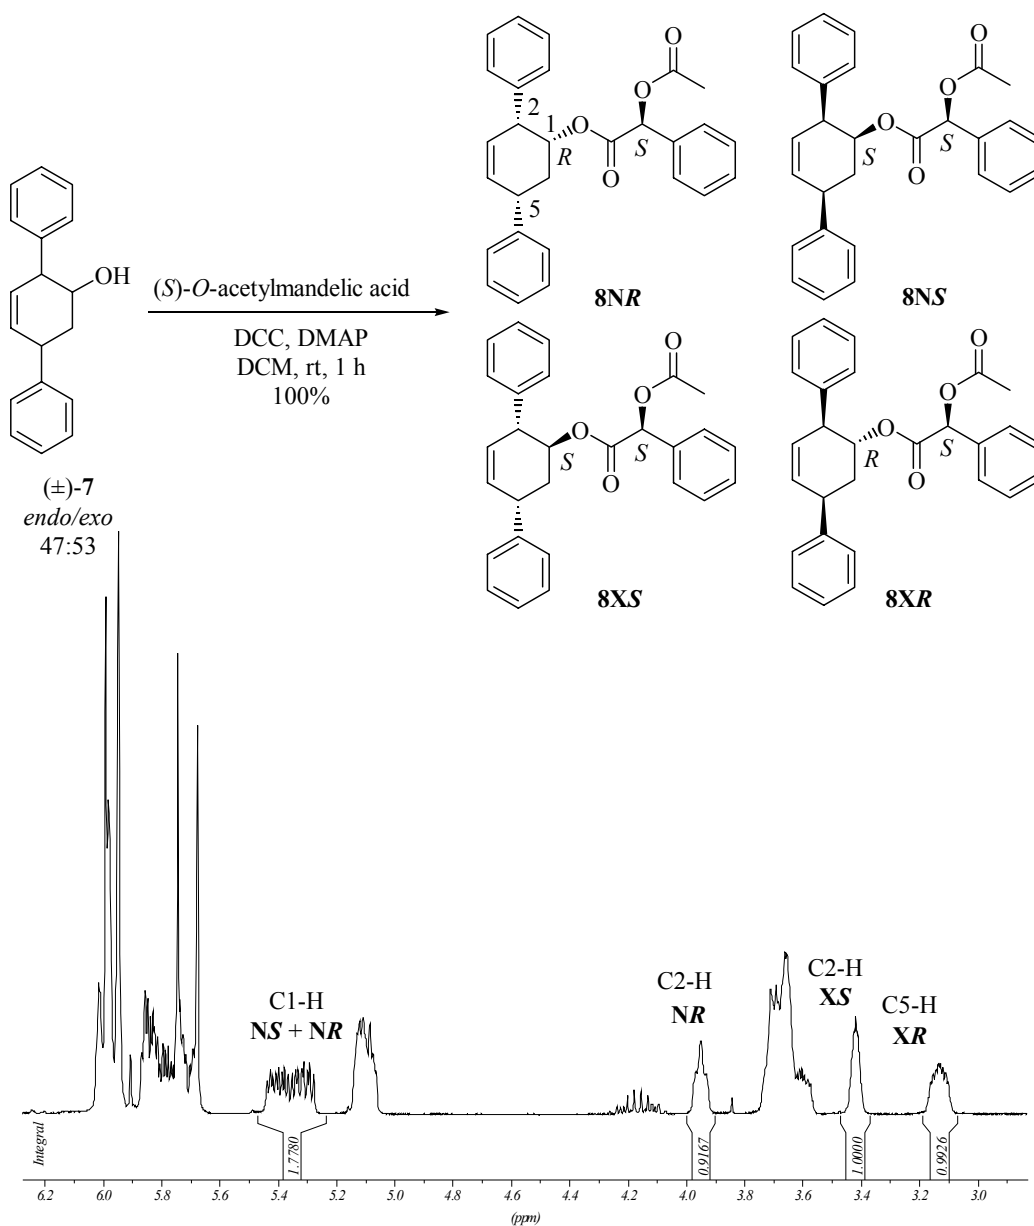 O
O
2
1
O
R
O
S
5
8NR
O
O
O
S
O
S
8NS
OH
(±)-7
endo/exo
47:53
(S)-O-acetylmandelic acid
DCC, DMAP
DCM, rt, 1 h
100%
O
O
O
S
O
S
8XS
O
O
O
R
O
S
8XR
C1-H
NS + NR
C2-H
NR
C2-H
XS
C5-H
XR
Integral
1.7780
0.9167
1.0000
0.9926
6.2 6.0 5.8 5.6 5.4 5.2 5.0 4.8 4.6 4.4 4.2 4.0 3.8 3.6 3.4 3.2 3.0
(ppm)